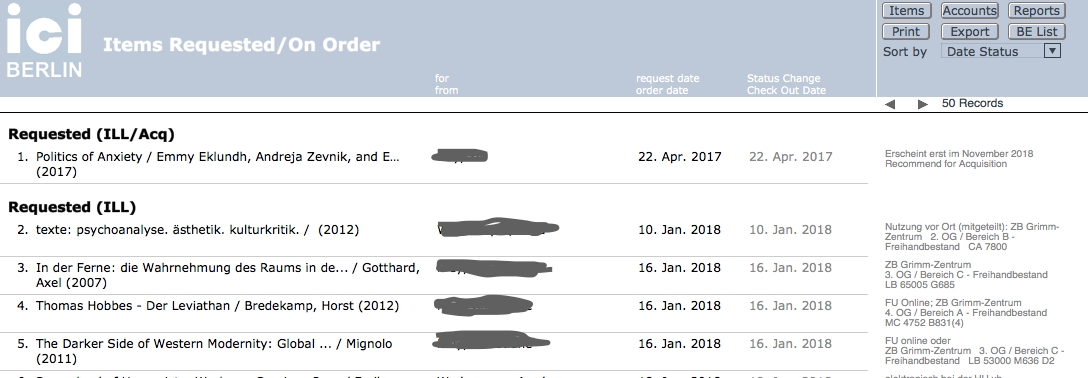 ici
BERLIN
Items Requested/On Order
Items Accounts Reports
Print Export BE List
Sort by Date Status
for
from
request date
order date
Status Change
Check Out Date
50 Records
Requested (ILL/Acq)
1. Politics of Anxiety / Emmy Eklundh, Andreja Zevnik, and E... 22. Apr. 2017 22. Apr. 2017
(2017)
Erscheint erst im November 2018
Recommend for Acquisition
Requested (ILL)
2. texte: psychoanalyse. ästhetik. kulturkritik. / (2012) 10. Jan. 2018 10. Jan. 2018
Nutzung vor Ort (mitgeteilt): ZB Grimm-
Zentrum 2. OG / Bereich B -
Freihandbestand CA 7800
3. In der Ferne: die Wahrnehmung des Raums in de... / Gotthard, 16. Jan. 2018 16. Jan. 2018
Axel (2007)
ZB Grimm-Zentrum
3. OG / Bereich C - Freihandbestand
LB 65005 G685
4. Thomas Hobbes - Der Leviathan / Bredekamp, Horst (2012) 16. Jan. 2018 16. Jan. 2018
FU Online; ZB Grimm-Zentrum
4. OG / Bereich A - Freihandbestand
MC 4752 B831(4)
5. The Darker Side of Western Modernity: Global ... / Mignolo 16. Jan. 2018 16. Jan. 2018
(2011)
FU online oder
ZB Grimm-Zentrum 3. OG / Bereich C -
Freihandbestand LB 53000 M636 D2